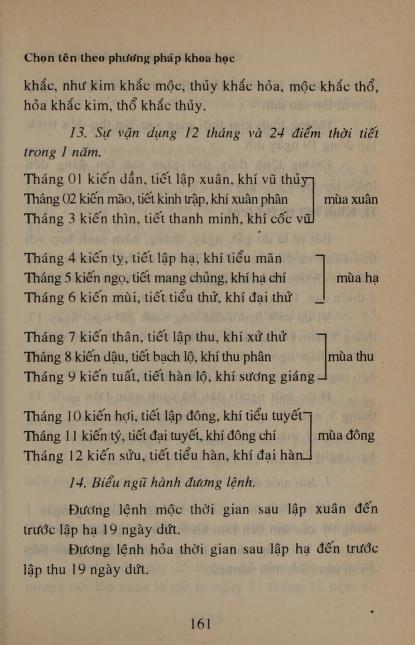 Chọn tên theo phương pháp khoa học
khắc, như kim khắc mộc, thủy khắc hỏa, mộc khắc thổ,
hỏa khắc kim, thổ khắc thủy.
13. Sự vận dụng 12 tháng và 24 điểm thời tiết
trong 1 năm.
Tháng 01 kiến dần, tiết lập xuân, khí vũ thủy
Tháng 02 kiến mão, tiết kinh trập, khí xuân phân mùa xuân
Tháng 3 kiến thìn, tiết thanh minh, khí cốc vũ
Tháng 4 kiến tỵ, tiết lập hạ, khí tiểu mãn
Tháng 5 kiến ngọ, tiết mang chủng, khí hạ chí mùa hạ
Tháng 6 kiến mùi, tiết tiểu thử, khí đại thử
Tháng 7 kiến thân, tiết lập thu, khí xử thử
Tháng 8 kiến dậu, tiết bạch lộ, khí thu phân mùa thu
Tháng 9 kiến tuất, tiết hàn lộ, khí sương giáng
Tháng 10 kiến hợi, tiết lập đông, khí tiểu tuyết
Tháng 11 kiến tý, tiết đại tuyết, khí đông chí mùa đông
Tháng 12 kiến sửu, tiết tiểu hàn, khí đại hàn
14. Biểu ngũ hành đương lệnh.
Đương lệnh mộc thời gian sau lập xuân đến
trước lập hạ 19 ngày dứt.
Đương lệnh hỏa thời gian sau lập hạ đến trước
lập thu 19 ngày dứt.
161